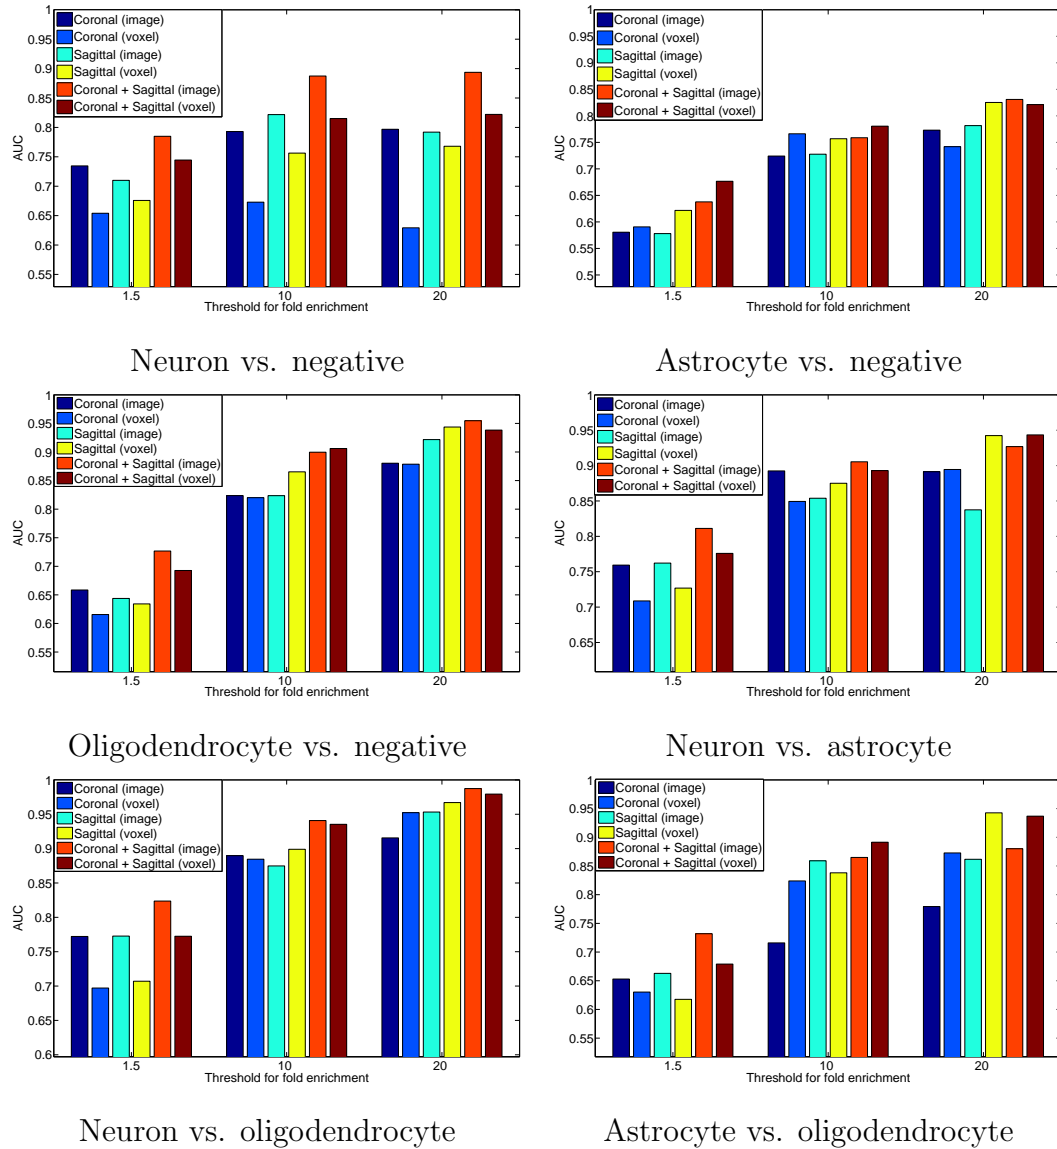 1
0.95
0.9
0.85
0.8
0.75
0.7
0.65
0.6
0.55
AUC
Coronal (image)
Coronal (voxel)
Sagittal (image)
Sagittal (voxel)
Coronal + Sagittal (image)
Coronal + Sagittal (voxel)
1.5 10 20
Threshold for fold enrichment
Neuron vs. negative
1
0.95
0.9
0.85
0.8
0.75
0.7
0.65
0.6
0.55
0.5
AUC
Coronal (image)
Coronal (voxel)
Sagittal (image)
Sagittal (voxel)
Coronal + Sagittal (image)
Coronal + Sagittal (voxel)
1.5 10 20
Threshold for fold enrichment
Astrocyte vs. negative
1
0.95
0.9
0.85
0.8
0.75
0.7
0.65
0.6
0.55
AUC
Coronal (image)
Coronal (voxel)
Sagittal (image)
Sagittal (voxel)
Coronal + Sagittal (image)
Coronal + Sagittal (voxel)
1.5 10 20
Threshold for fold enrichment
Oligodendrocyte vs. negative
1
0.95
0.9
0.85
0.8
0.75
0.7
0.65
AUC
Coronal (image)
Coronal (voxel)
Sagittal (image)
Sagittal (voxel)
Coronal + Sagittal (image)
Coronal + Sagittal (voxel)
1.5 10 20
Threshold for fold enrichment
Neuron vs. astrocyte
1
0.95
0.9
0.85
0.8
0.75
0.7
0.65
0.6
AUC
Coronal (image)
Coronal (voxel)
Sagittal (image)
Sagittal (voxel)
Coronal + Sagittal (image)
Coronal + Sagittal (voxel)
1.5 10 20
Threshold for fold enrichment
Neuron vs. oligodendrocyte
1
0.95
0.9
0.85
0.8
0.75
0.7
0.65
0.6
0.55
AUC
Coronal (image)
Coronal (voxel)
Sagittal (image)
Sagittal (voxel)
Coronal + Sagittal (image)
Coronal + Sagittal (voxel)
1.5 10 20
Threshold for fold enrichment
Astrocyte vs. oligodendrocyte